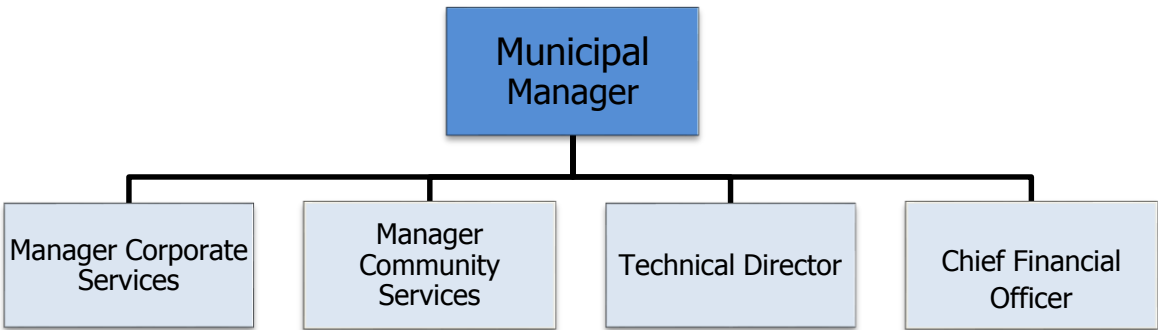 Municipal
Manager
Manager Corporate
Services
Manager
Community
Services
Technical Director
Chief Financial
Officer